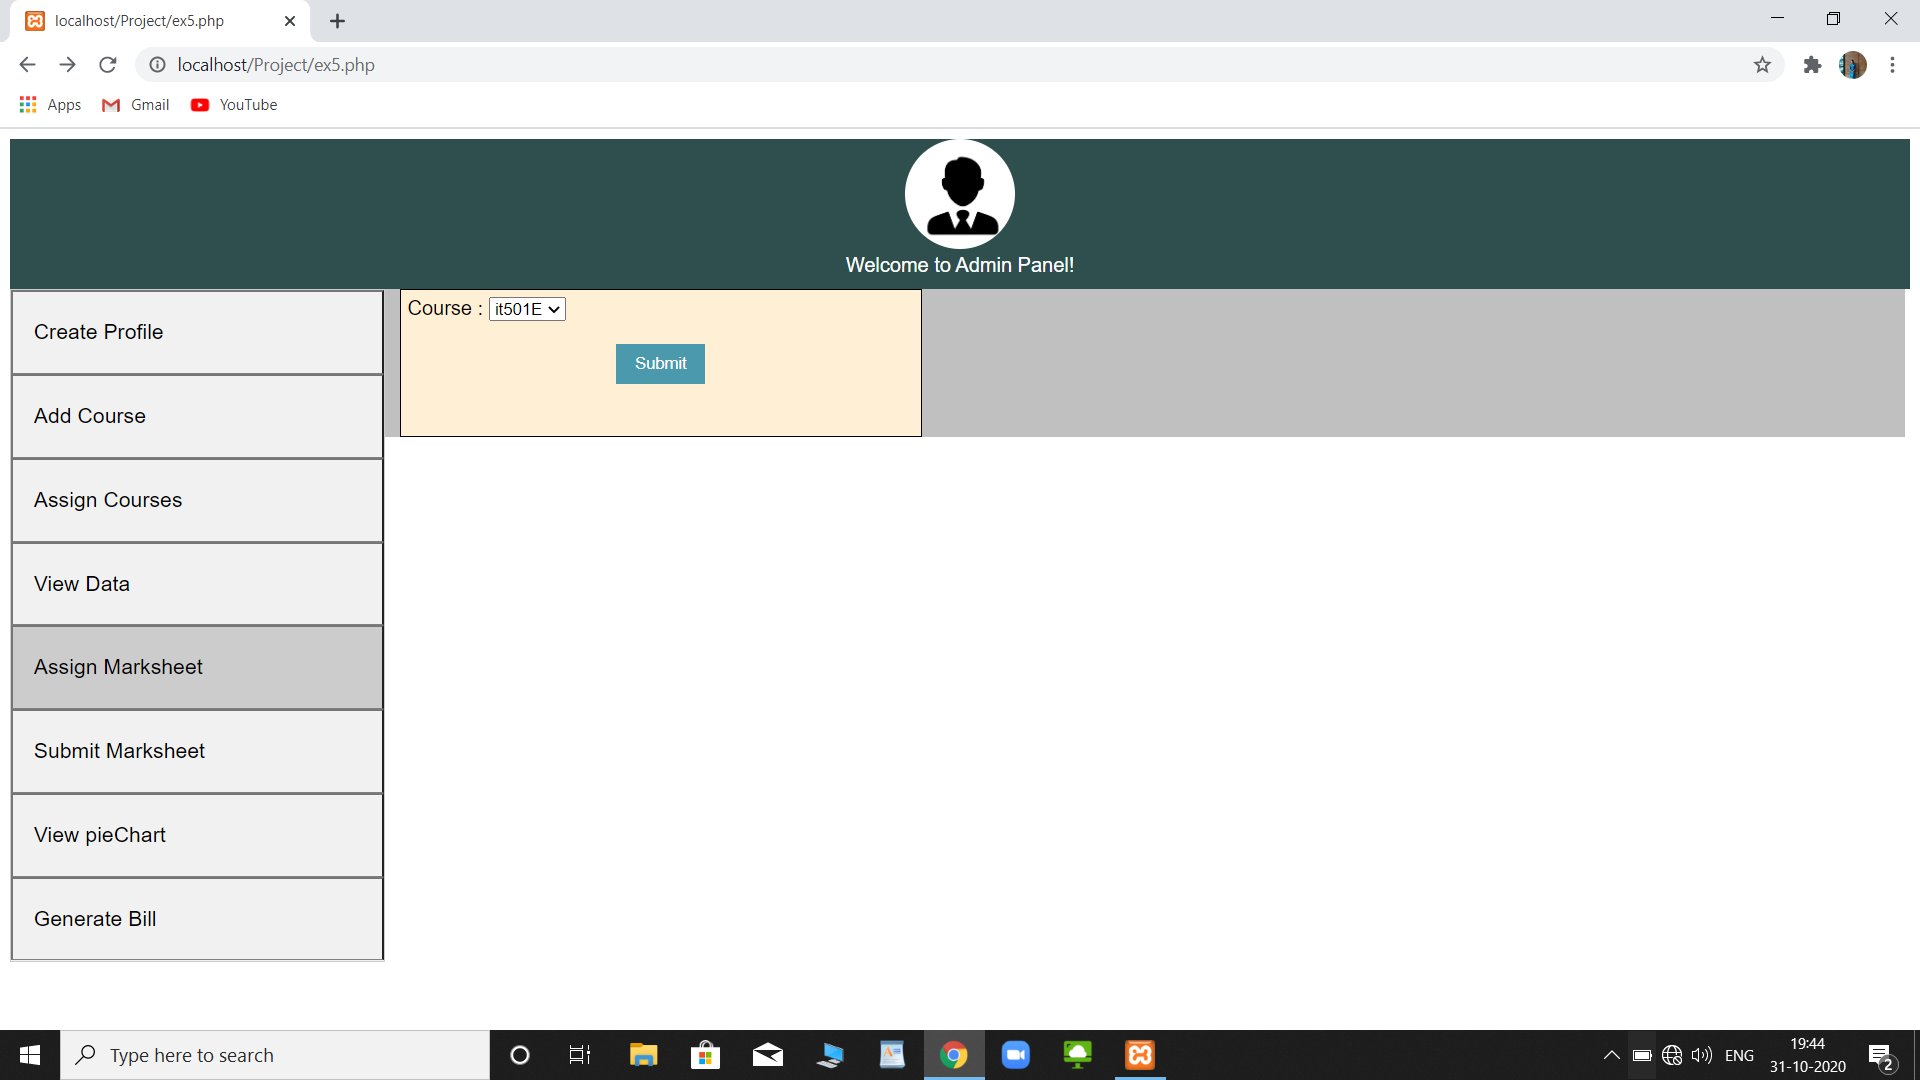 localhost/Project/ex5.php
localhost/Project/ex5.php
Apps Gmail YouTube
Welcome to Admin Panel!
Course : it501E
Submit
Create Profile
Add Course
Assign Courses
View Data
Assign Marksheet
Submit Marksheet
View pieChart
Generate Bill
Type here to search
ENG
19:44
31-10-2020
2